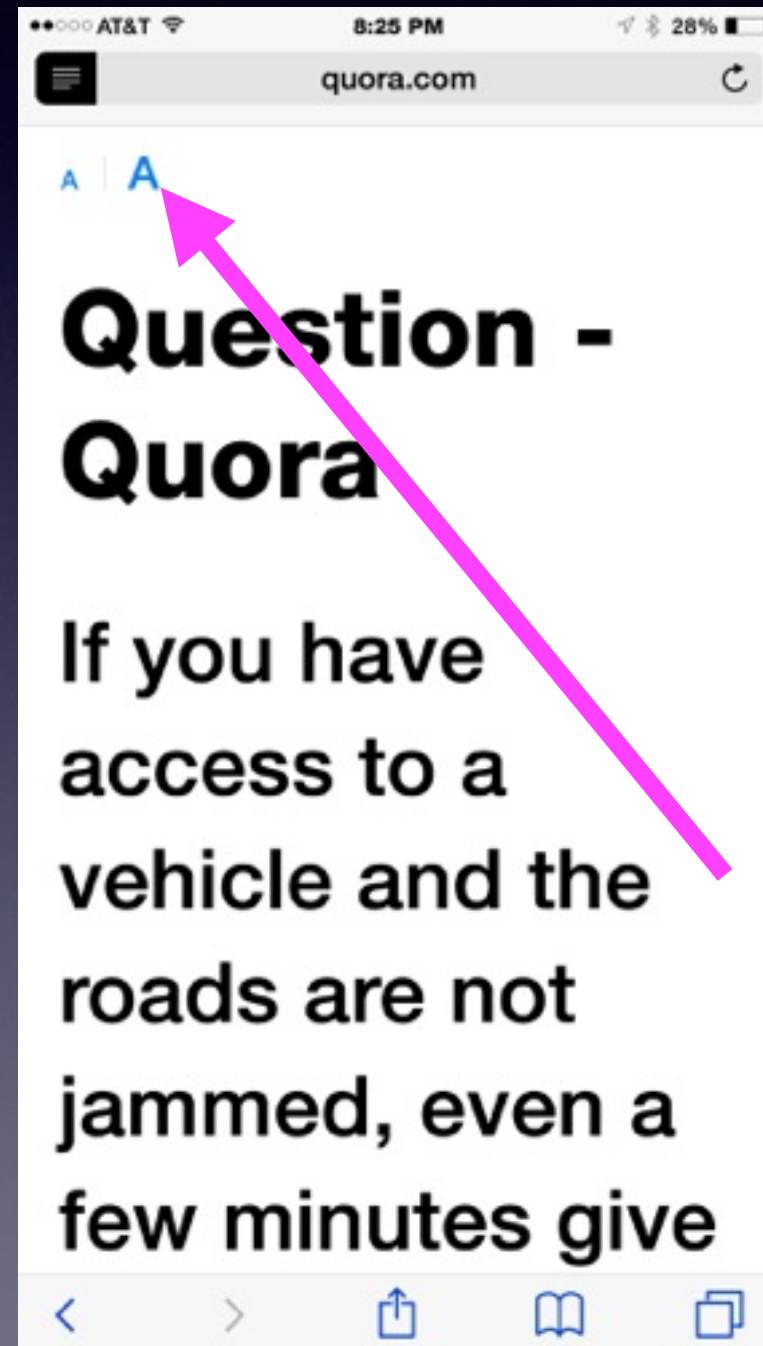 AT&T 8:25 PM 28%
quora.com
A A
Question -
Quora
If you have
access to a
vehicle and the
roads are not
jammed, even a
few minutes give